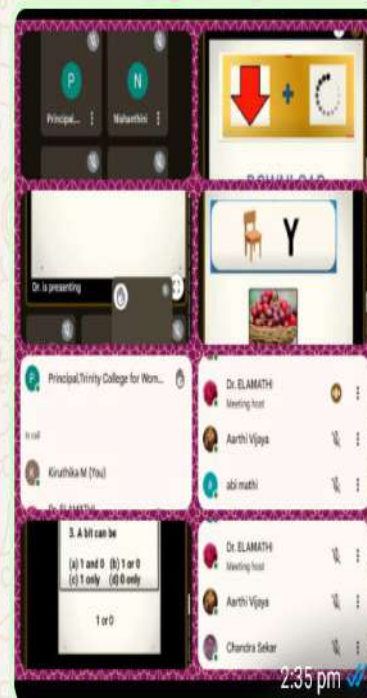 P
N
Principal...
Nishanthini
Dr. is presenting
Y
P
Principal,Trinity College for Wom...
In call
K
Kiruthika M (You)
Dr. ELAMATHI
Meeting host
Aarthi Vijaya
a
abi mathi
3. A bit can be
(a) 1 and 0 (b) 1 or 0
(c) 1 only (d) 0 only
1 or 0
Dr. ELAMATHI
Meeting host
Aarthi Vijaya
Chandra Sekar
2:35 pm